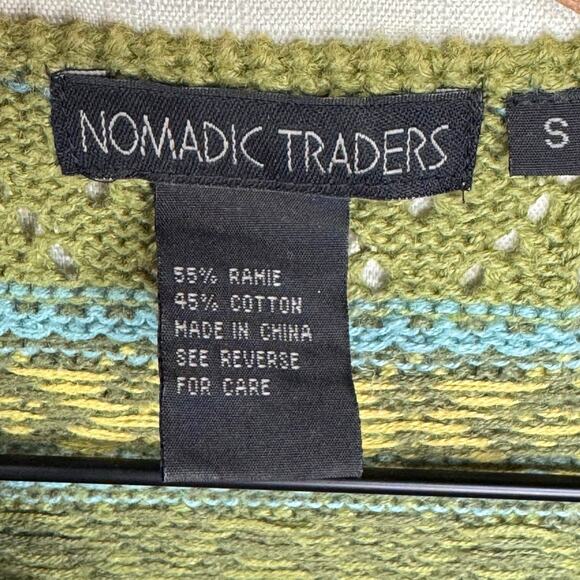 NOMADIC TRADERS
S
55% RAMIE
45% COTTON
MADE IN CHINA
SEE REVERSE
FOR CARE